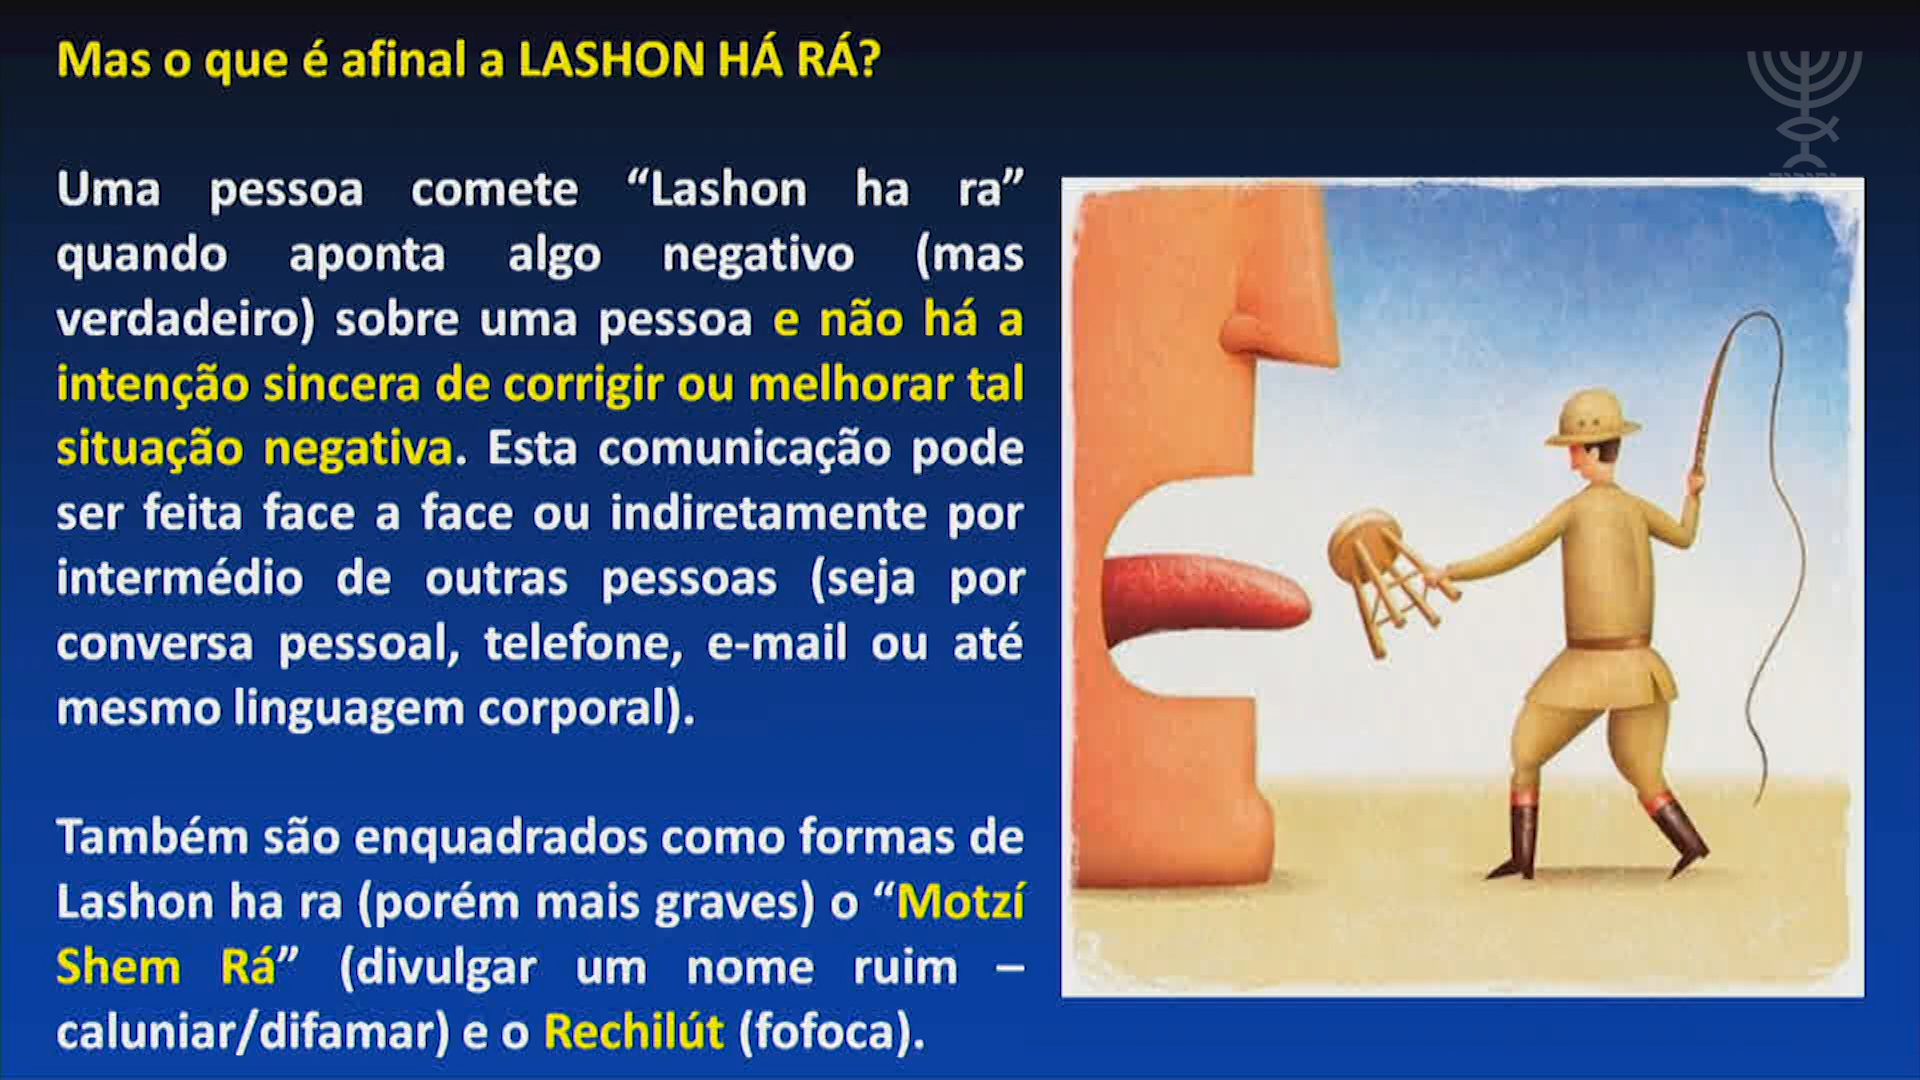 Mas o que é afinal a LASHON HÁ RÁ?
Uma pessoa comete “Lashon ha ra”
quando aponta algo negativo (mas
verdadeiro) sobre uma pessoa e não há a
intenção sincera de corrigir ou melhorar tal
situação negativa. Esta comunicação pode
ser feita face a face ou indiretamente por
intermédio de outras pessoas (seja por
conversa pessoal, telefone, e-mail ou até
mesmo linguagem corporal).
Também são enquadrados como formas de
Lashon ha ra (porém mais graves) o “Motzí
Shem Rá” (divulgar um nome ruim –
caluniar/difamar) e o Rechilút (fofoca).